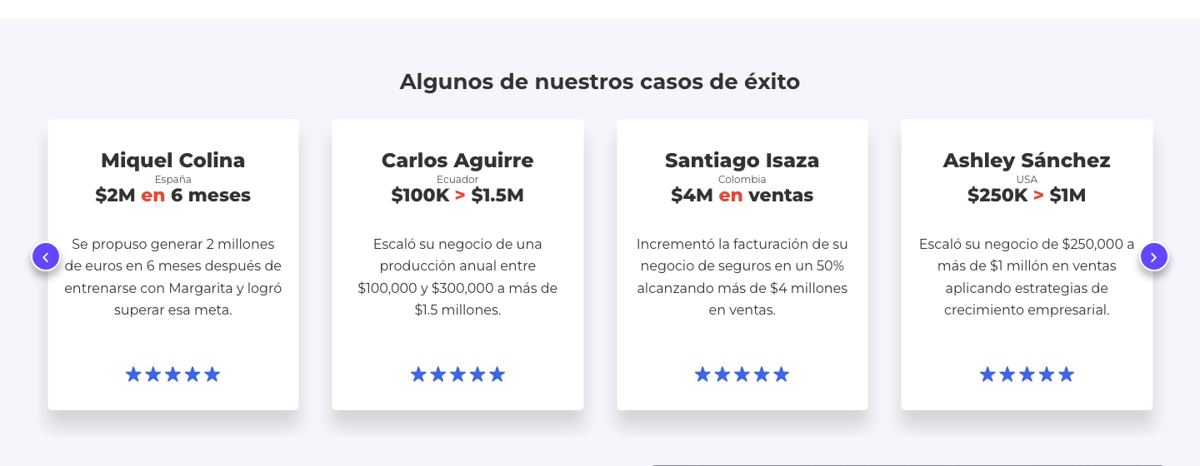 Algunos de nuestros casos de éxito
Miquel Colina
España
$2M en 6 meses
Se propuso generar 2 millones
de euros en 6 meses después de
entrenarse con Margarita y logró
superar esa meta.
Carlos Aguirre
Ecuador
$100K > $1.5M
Escaló su negocio de una
producción anual entre
$100,000 y $300,000 a más de
$1.5 millones.
Santiago Isaza
Colombia
$4M en ventas
Incrementó la facturación de su
negocio de seguros en un 50%
alcanzando más de $4 millones
en ventas.
Ashley Sánchez
USA
$250K > $1M
Escaló su negocio de $250,000 a
más de $1 millón en ventas
aplicando estrategias de
crecimiento empresarial.